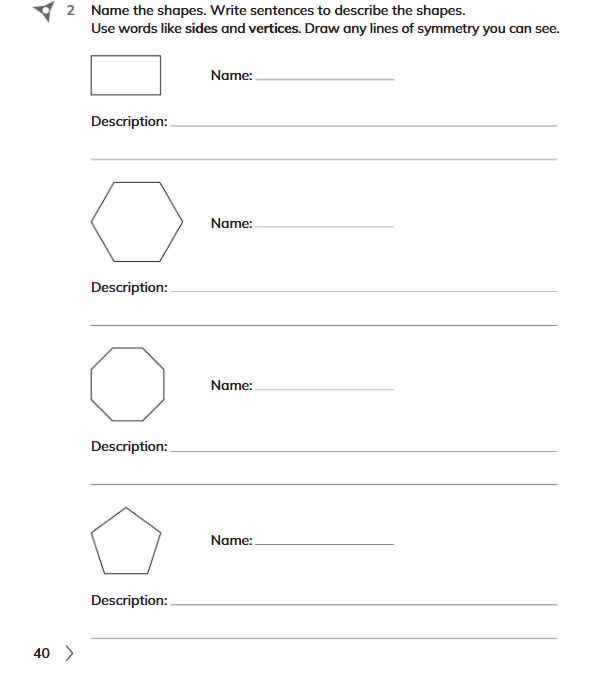 2 Name the shapes. Write sentences to describe the shapes.
Use words like sides and vertices. Draw any lines of symmetry you can see.
Name:
Description:
Name:
Description:
Name:
Description:
Name:
Description:
40